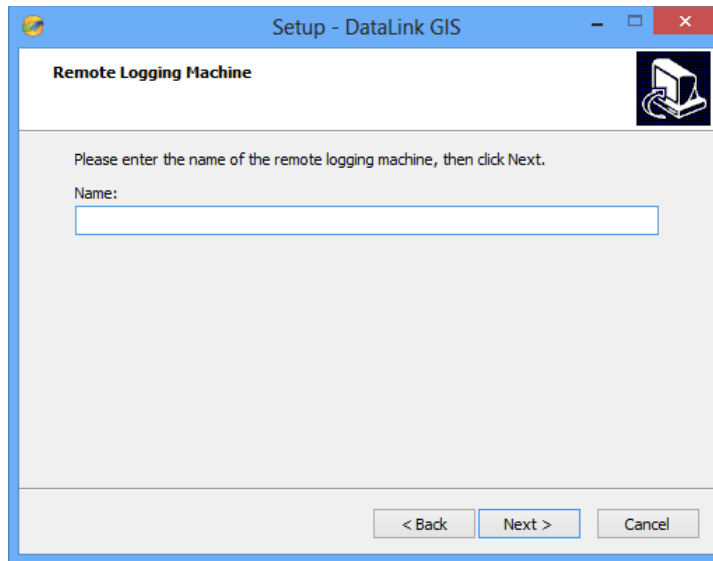 Setup - DataLink GIS
Remote Logging Machine
Please enter the name of the remote logging machine, then click Next.
Name:
< Back
Next >
Cancel